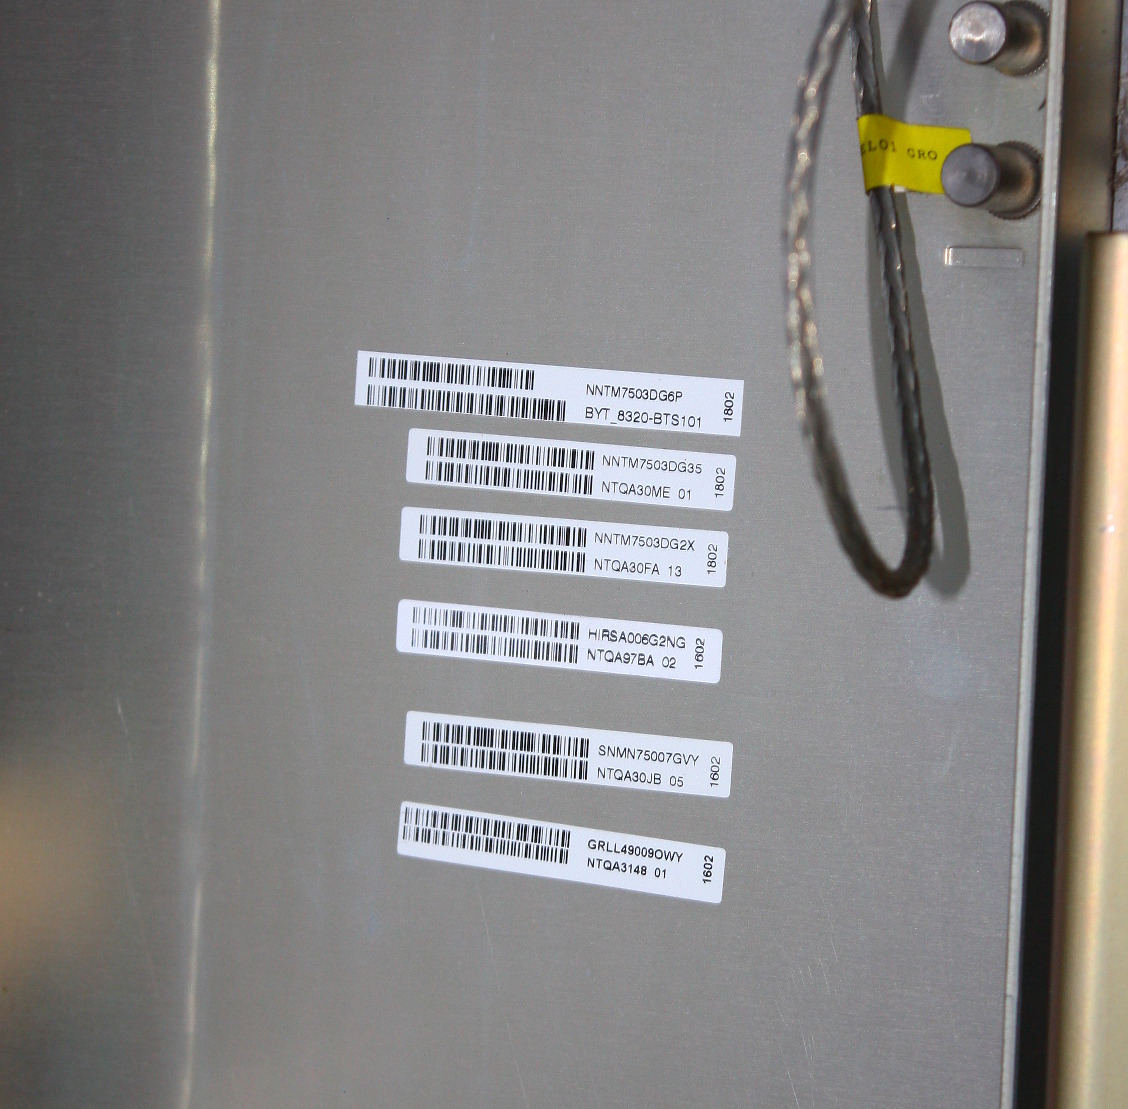 EL01 GRO
NNTM7503DG6P
BYT_8320-BTS101
1802
NNTM7503DG35
NTQA30ME 01
1802
NNTM7503DG2X
NTQA30FA 13
1802
HIRSA006G2NG
NTQA97BA 02
1602
SNMN75007GVY
NTQA30JB 05
1602
GRLL49009OWY
NTQA3148 01
1602